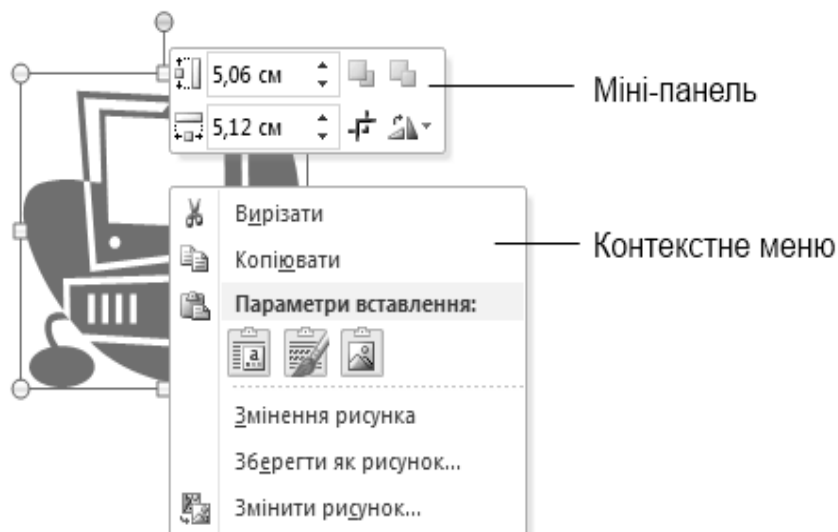 5,06 см
Міні-панель
5,12 см
Вирізати
Контекстне меню
Копіювати
Параметри вставлення:
a
Змінення рисунка
Зберегти як рисунок...
Змінити рисунок...